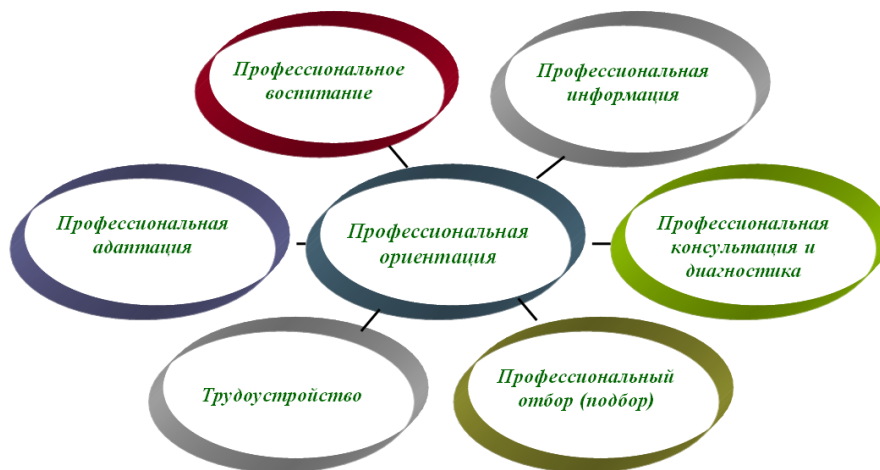 Профессиональное
воспитание
Профессиональная
информация
Профессиональная
адаптация
Профессиональная
ориентация
Профессиональная
консультация и
диагностика
Трудоустройство
Профессиональный
отбор (подбор)